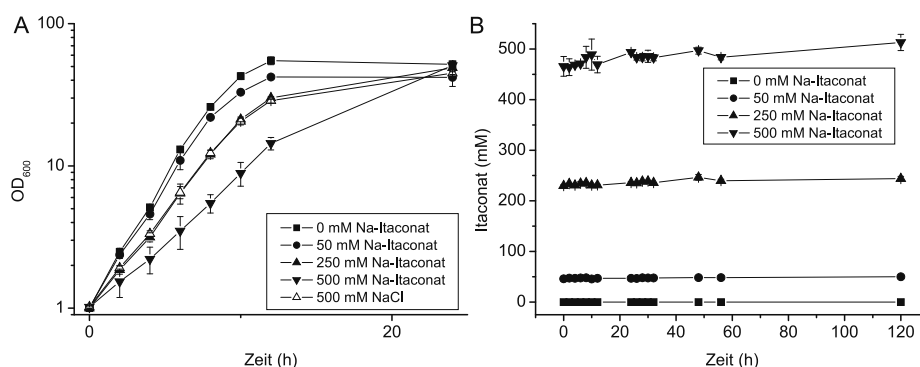 A
100
10
1
OD600
0
20
Zeit (h)
0 mM Na-Itaconat
50 mM Na-Itaconat
250 mM Na-Itaconat
500 mM Na-Itaconat
500 mM NaCl
B
500
400
300
200
100
0
Itaconat (mM)
0 20 40 60 80 100 120
Zeit (h)
0 mM Na-Itaconat
50 mM Na-Itaconat
250 mM Na-Itaconat
500 mM Na-Itaconat